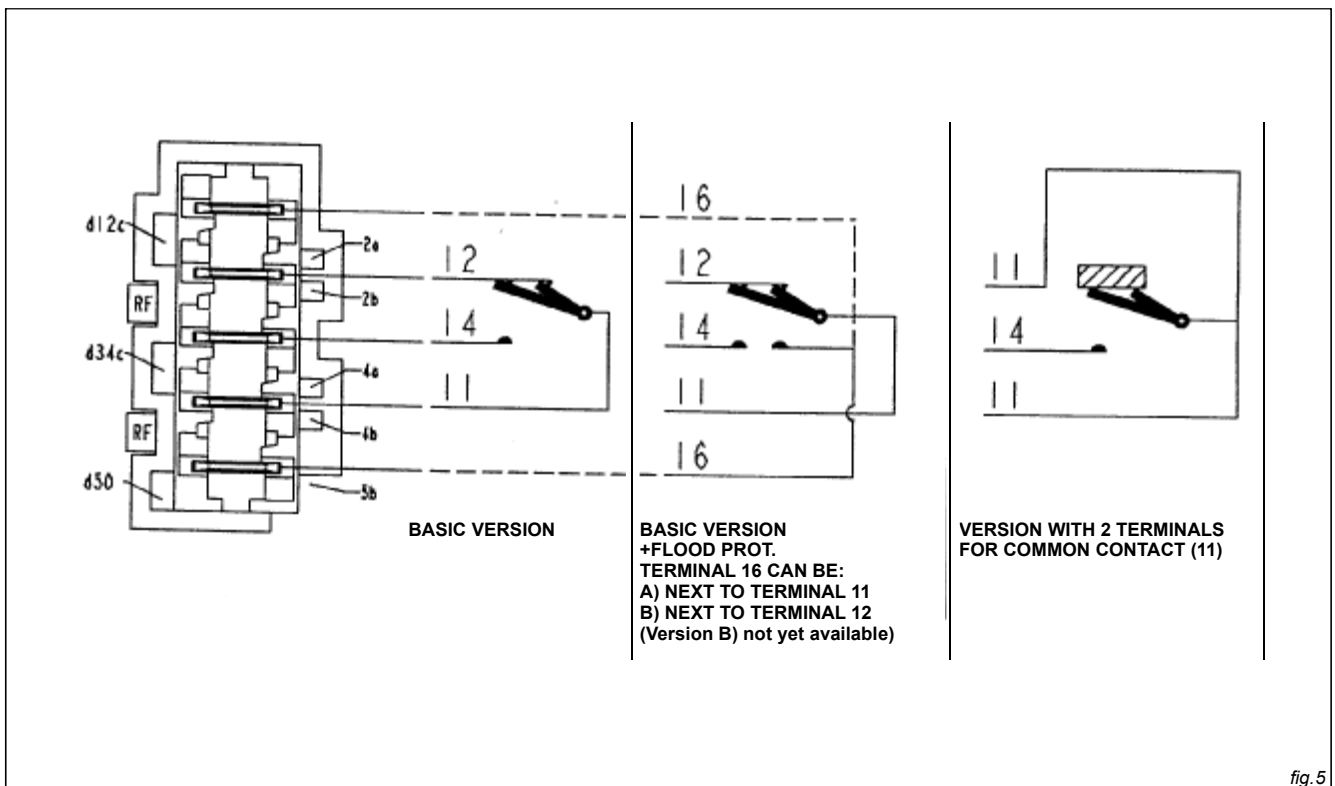 d12c
RF
d34c
RF
d50
2a
2b
4a
4b
5b
12
14
11
BASIC VERSION
16
12
14
11
16
BASIC VERSION
+FLOOD PROT.
TERMINAL 16 CAN BE:
A) NEXT TO TERMINAL 11
B) NEXT TO TERMINAL 12
(Version B) not yet available)
11
14
11
VERSION WITH 2 TERMINALS
FOR COMMON CONTACT (11)
fig.5